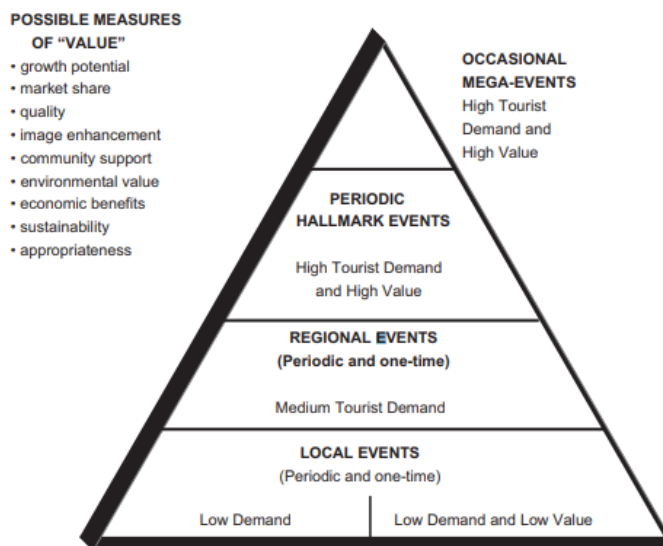 POSSIBLE MEASURES
OF “VALUE”
• growth potential
• market share
• quality
• image enhancement
• community support
• environmental value
• economic benefits
• sustainability
• appropriateness
OCCASIONAL
MEGA-EVENTS
High Tourist
Demand and
High Value
PERIODIC
HALLMARK EVENTS
High Tourist Demand
and High Value
REGIONAL EVENTS
(Periodic and one-time)
Medium Tourist Demand
LOCAL EVENTS
(Periodic and one-time)
Low Demand
Low Demand and Low Value